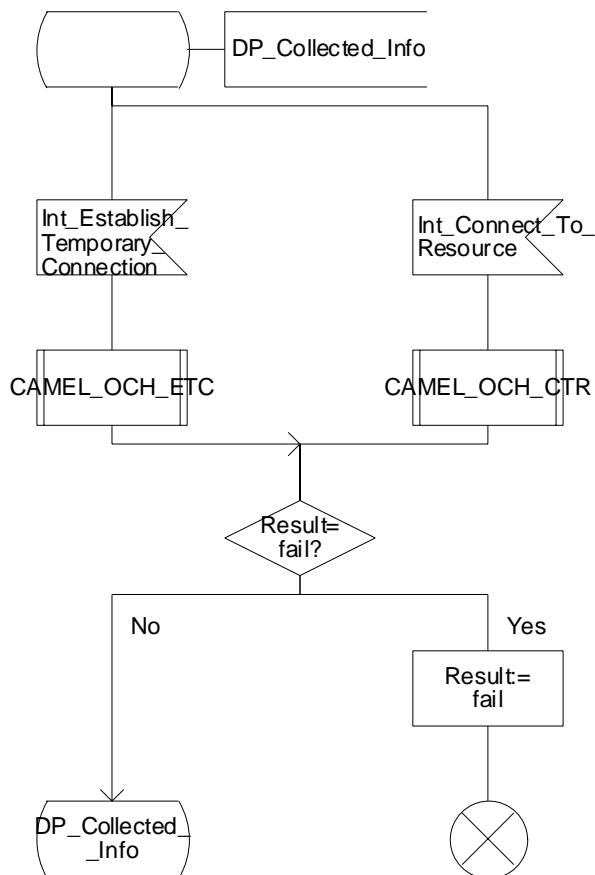 DP_Collected_Info
Int_Establish_
Temporary_
Connection
Int_Connect_To_
Resource
CAMEL_OCH_ETC
CAMEL_OCH_CTR
Result=
fail?
No
Yes
Result:=
fail
DP_Collected_
_Info